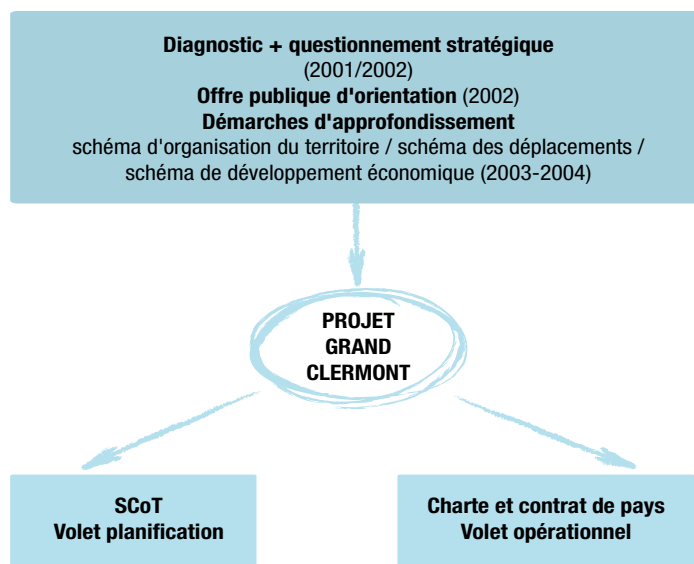 Diagnostic + questionnement stratégique
(2001/2002)
Offre publique d'orientation (2002)
Démarches d'approfondissement
schéma d'organisation du territoire / schéma des déplacements /
schéma de développement économique (2003-2004)
PROJET
GRAND
CLERMONT
SCoT
Volet planification
Charte et contrat de pays
Volet opérationnel